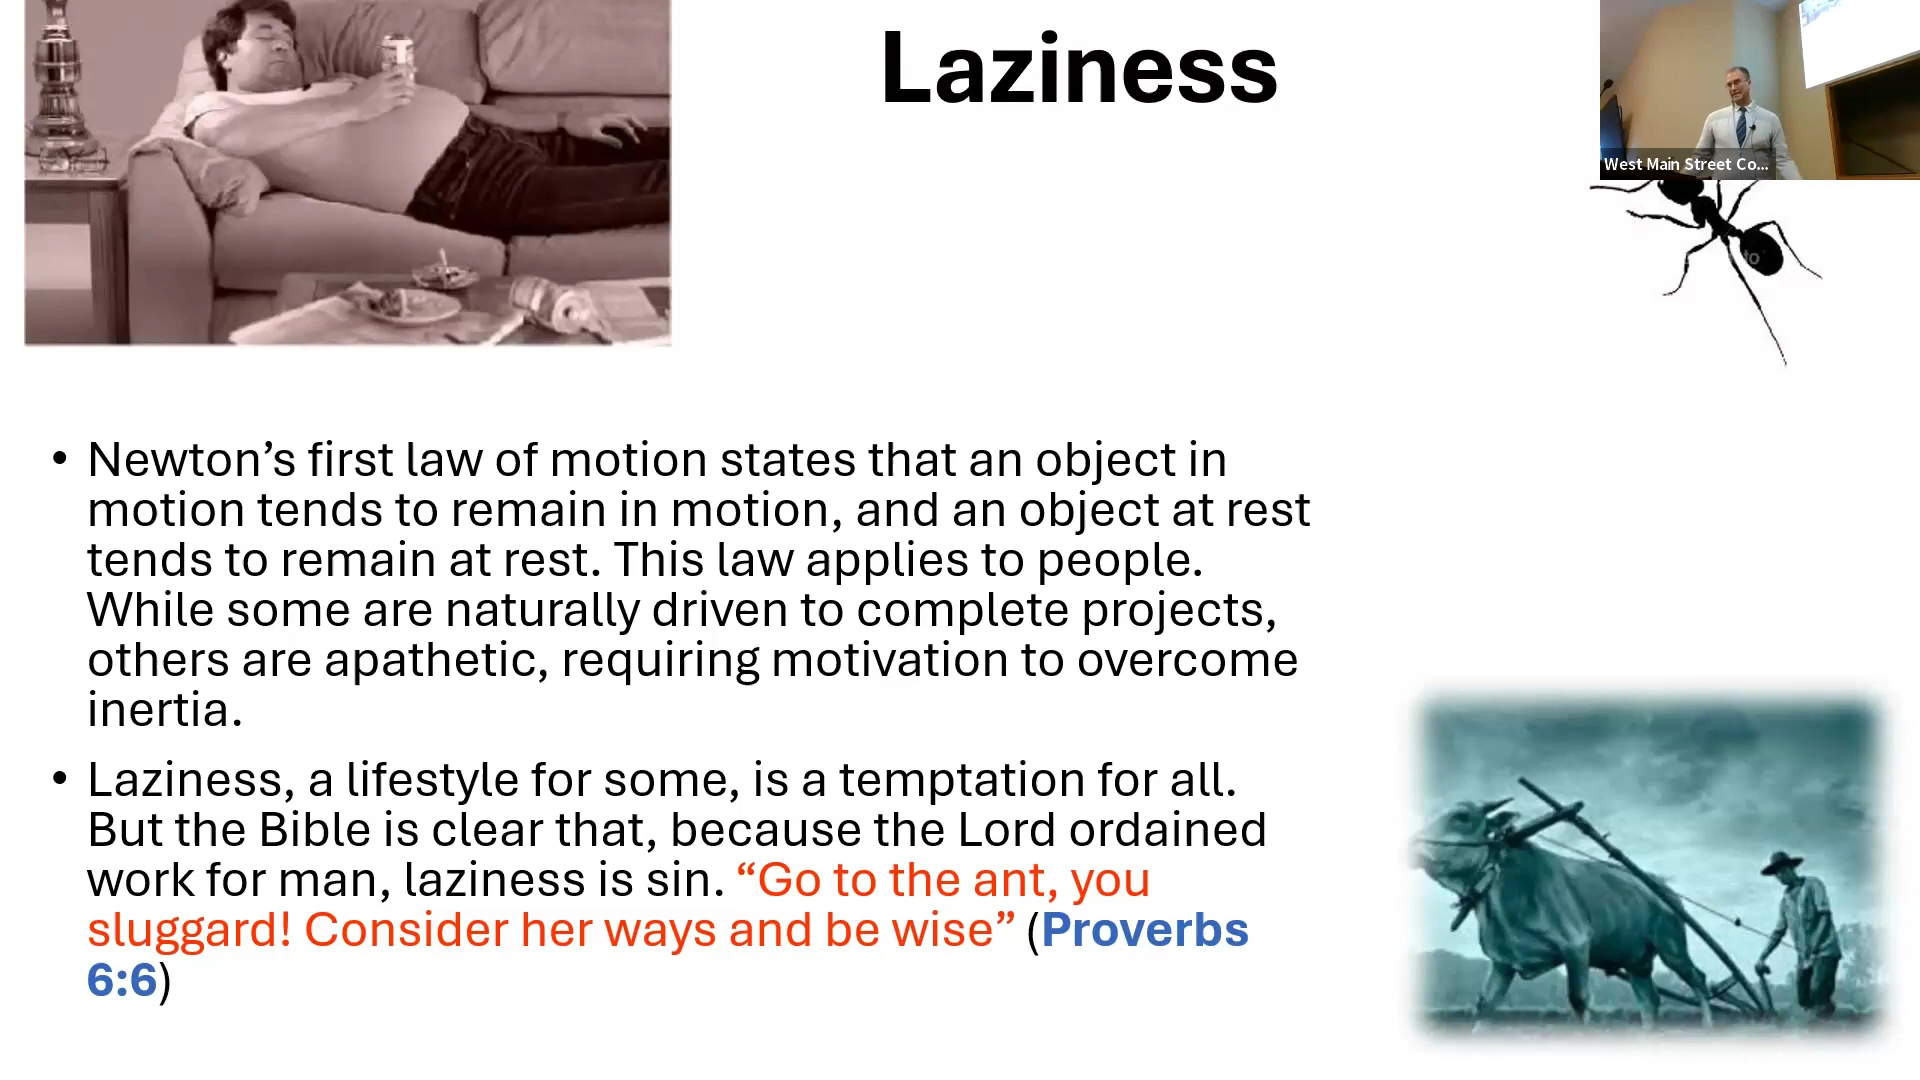 Laziness
West Main Street Co...
to
• Newton’s first law of motion states that an object in
motion tends to remain in motion, and an object at rest
tends to remain at rest. This law applies to people.
While some are naturally driven to complete projects,
others are apathetic, requiring motivation to overcome
inertia.
• Laziness, a lifestyle for some, is a temptation for all.
But the Bible is clear that, because the Lord ordained
work for man, laziness is sin. “Go to the ant, you
sluggard! Consider her ways and be wise” (Proverbs
6:6)